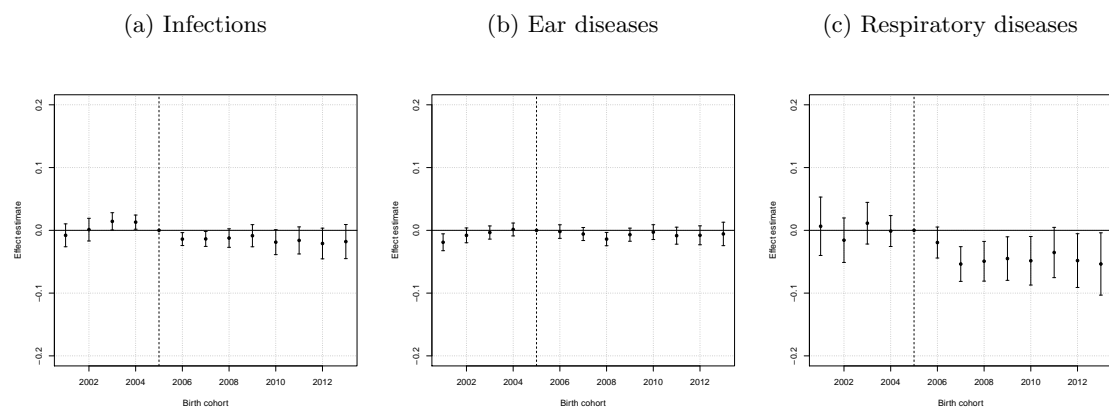 (a) Infections
(b) Ear diseases
(c) Respiratory diseases
Effect estimate
0.2
0.1
0.0
−0.1
−0.2
2002 2004 2006 2008 2010 2012
Birth cohort
Effect estimate
0.2
0.1
0.0
−0.1
−0.2
2002 2004 2006 2008 2010 2012
Birth cohort
Effect estimate
0.2
0.1
0.0
−0.1
−0.2
2002 2004 2006 2008 2010 2012
Birth cohort